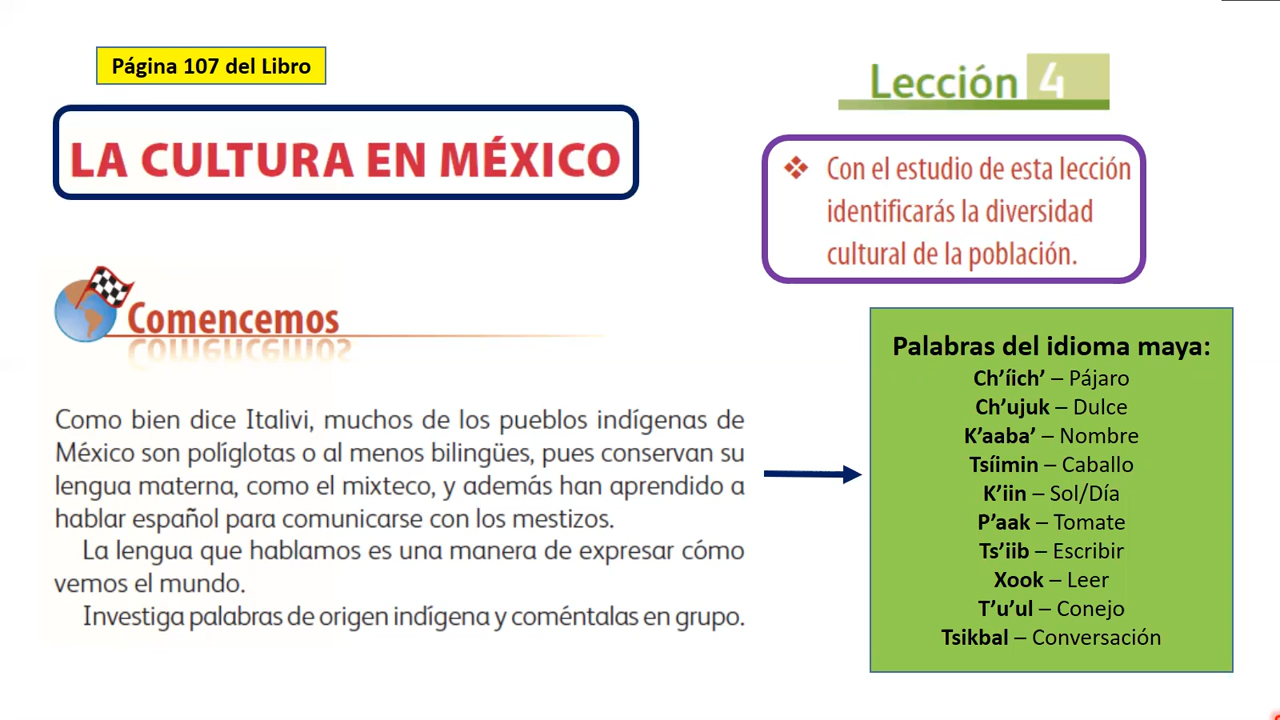 Página 107 del Libro
Lección 4
LA CULTURA EN MÉXICO
❖ Con el estudio de esta lección
identificarás la diversidad
cultural de la población.
Comencemos
Como bien dice Italivi, muchos de los pueblos indígenas de
México son políglotas o al menos bilingües, pues conservan su
lengua materna, como el mixteco, y además han aprendido a
hablar español para comunicarse con los mestizos.
La lengua que hablamos es una manera de expresar cómo
vemos el mundo.
Investiga palabras de origen indígena y coméntalas en grupo.
Palabras del idioma maya:
Ch’íich’ – Pájaro
Ch’ujuk – Dulce
K’aaba’ – Nombre
Tsíimin – Caballo
K’iin – Sol/Día
P’aak – Tomate
Ts’iib – Escribir
Xook – Leer
T’u’ul – Conejo
Tsikbal – Conversación